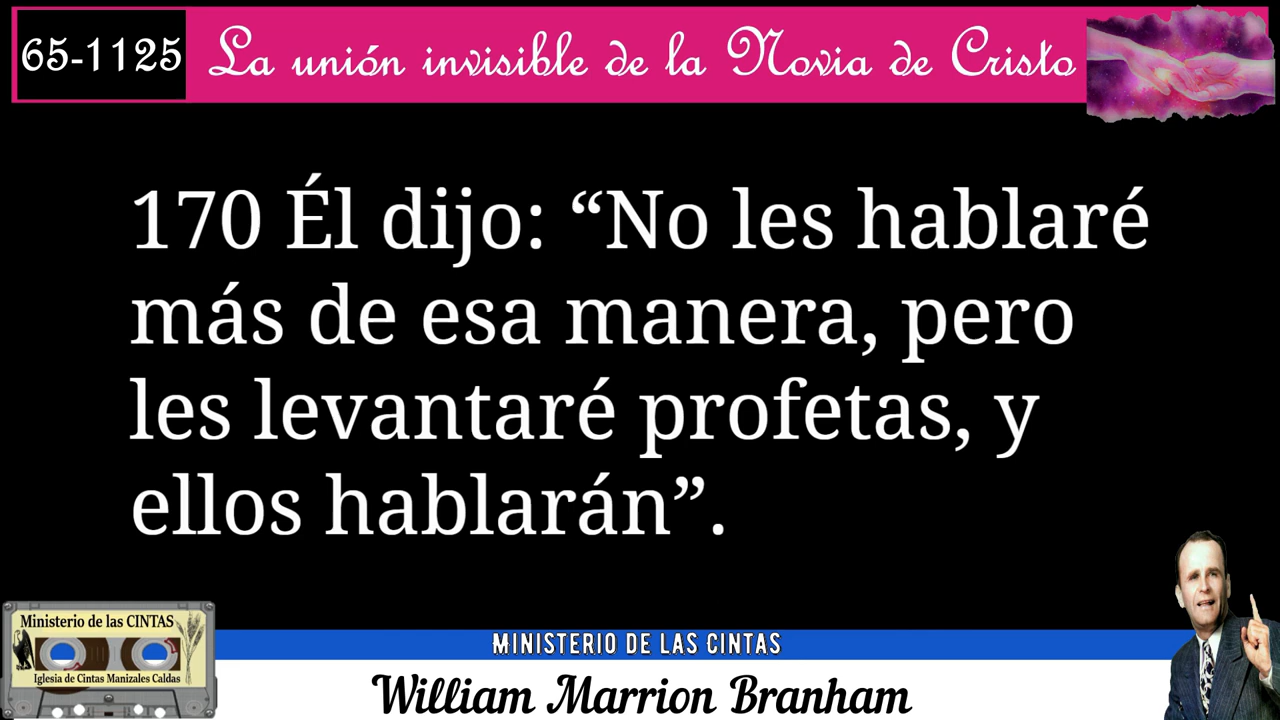 65-1125 La unión invisible de la Novia de Cristo
170 Él dijo: “No les hablaré
más de esa manera, pero
les levantaré profetas, y
ellos hablarán”.
Ministerio de las CINTAS
Iglesia de Cintas Manizales Caldas
MINISTERIO DE LAS CINTAS
William Marrion Branham